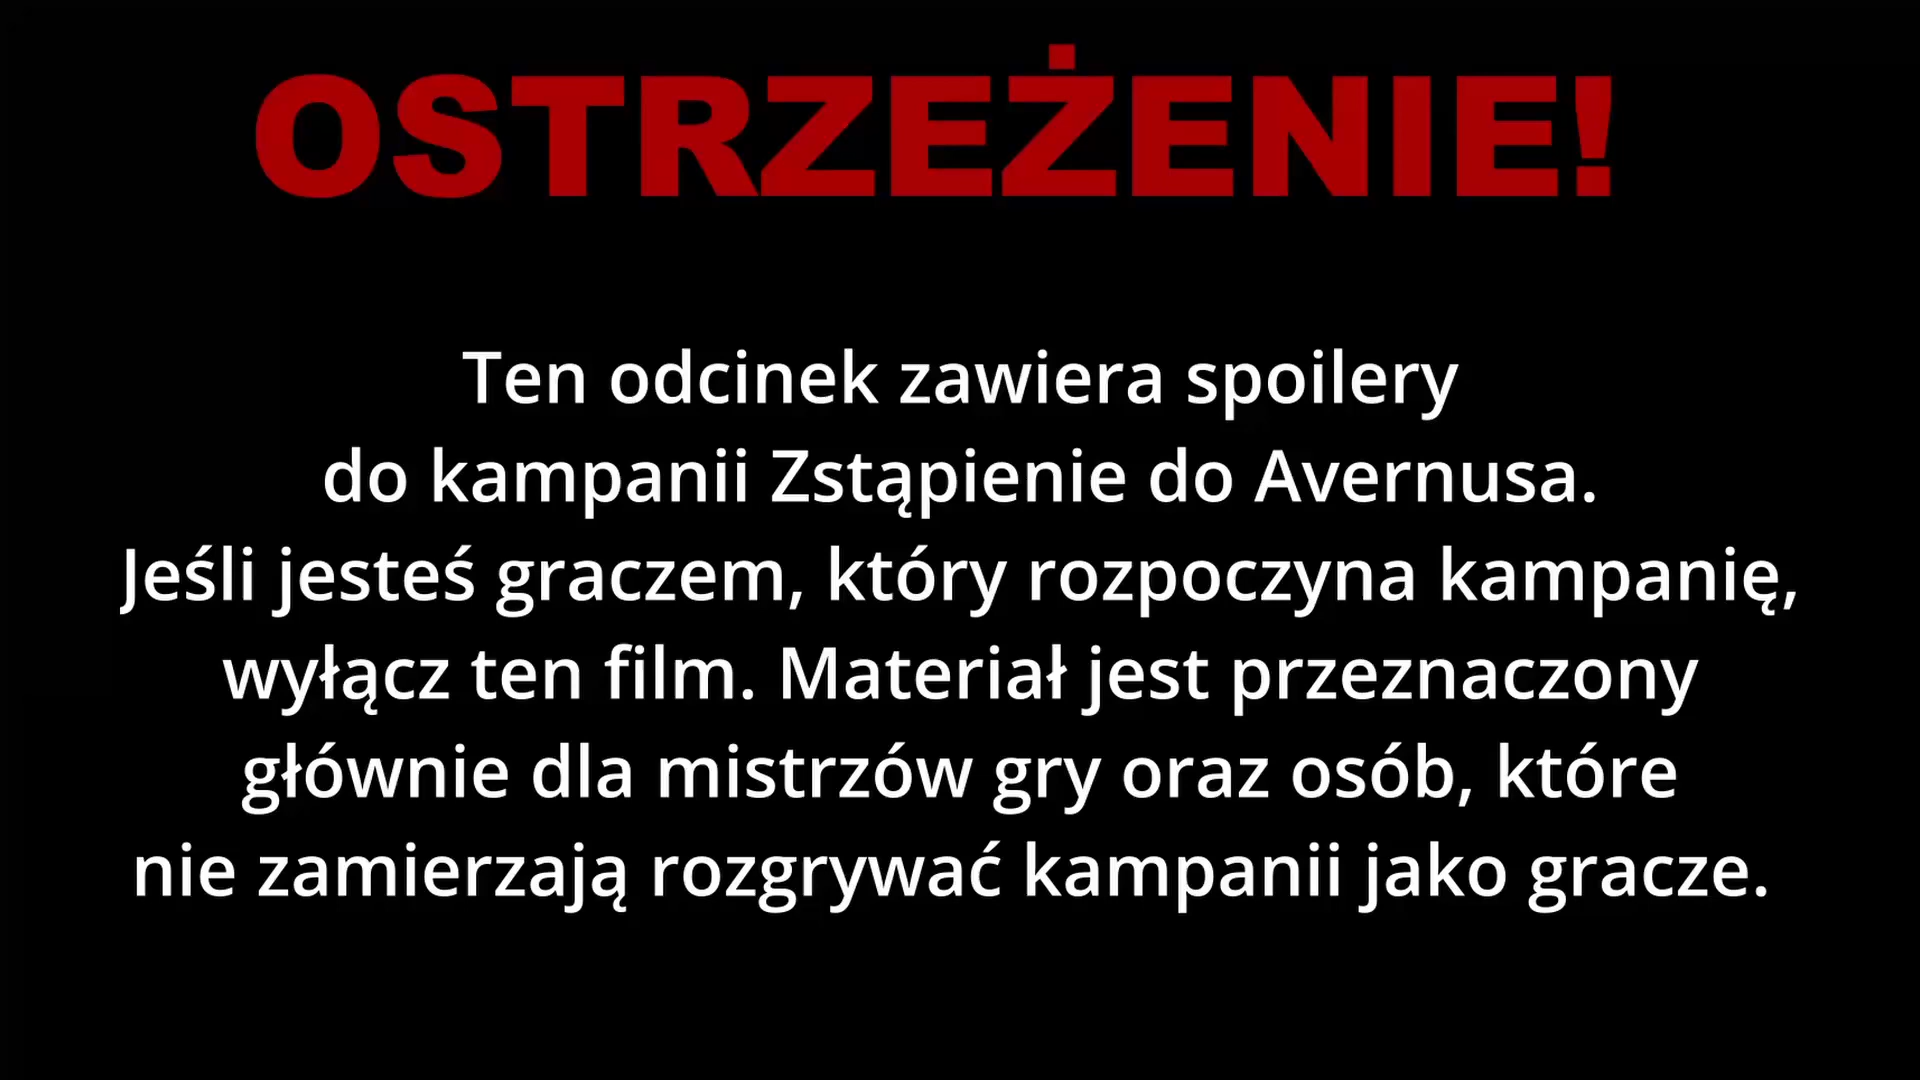 OSTRZEŻENIE!
Ten odcinek zawiera spoilery
do kampanii Zstąpienie do Avernusa.
Jeśli jesteś graczem, który rozpoczyna kampanię,
wyłącz ten film. Materiał jest przeznaczony
głównie dla mistrzów gry oraz osób, które
nie zamierzają rozgrywać kampanii jako gracze.